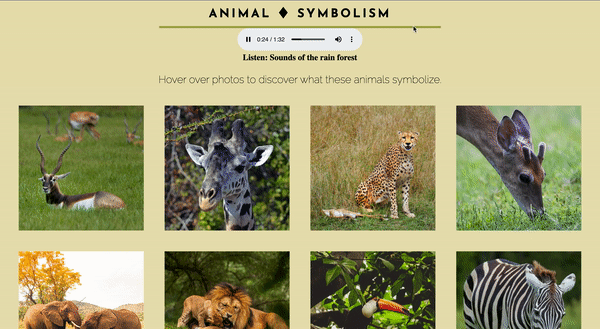 ANIMAL ♦ SYMBOLISM
0:24 / 1:32
Listen: Sounds of the rain forest
Hover over photos to discover what these animals symbolize.